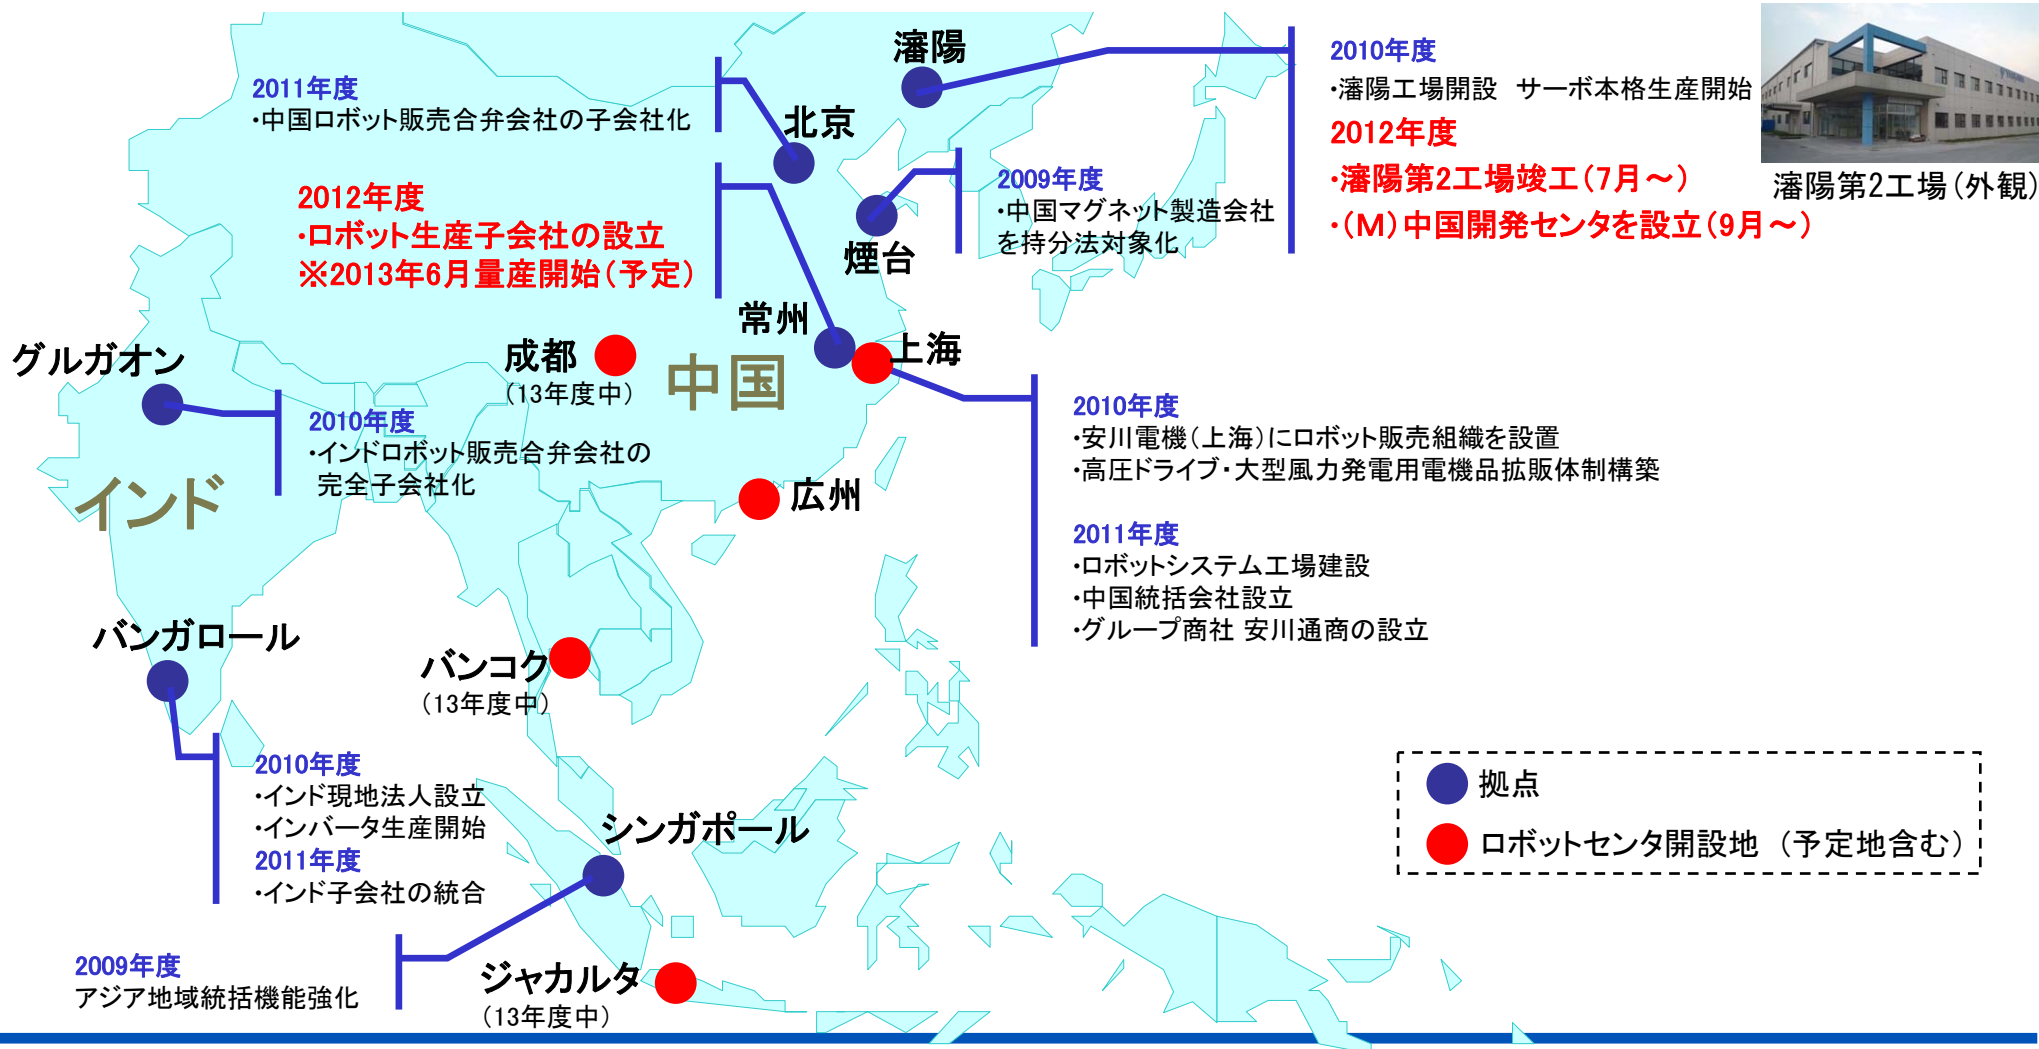 瀋陽
2010年度
・瀋陽工場開設　サーボ本格生産開始
2012年度
・瀋陽第2工場竣工（7月～）
・（M）中国開発センタを設立（9月～）
瀋陽第2工場（外観）
2011年度
・中国ロボット販売合弁会社の子会社化
北京
2012年度
・ロボット生産子会社の設立
※2013年6月量産開始（予定）
2009年度
・中国マグネット製造会社
を持分法対象化
煙台
常州
上海
成都
（13年度中）
中国
グルガオン
2010年度
・インドロボット販売合弁会社の
完全子会社化
インド
2010年度
・安川電機（上海）にロボット販売組織を設置
・高圧ドライブ・大型風力発電用電機品拡販体制構築
2011年度
・ロボットシステム工場建設
・中国統括会社設立
・グループ商社 安川通商の設立
広州
バンガロール
バンコク
（13年度中）
2010年度
・インド現地法人設立
・インバータ生産開始
2011年度
・インド子会社の統合
シンガポール
2009年度
アジア地域統括機能強化
ジャカルタ
（13年度中）
拠点
ロボットセンタ開設地　（予定地含む）